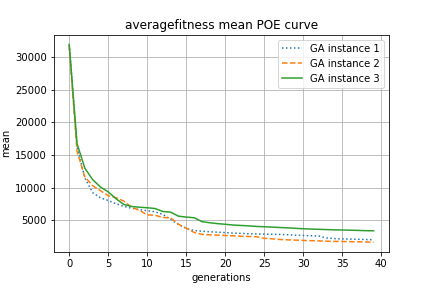 averagefitness mean POE curve
GA instance 1
GA instance 2
GA instance 3
mean
30000
25000
20000
15000
10000
5000
0 5 10 15 20 25 30 35 40
generations